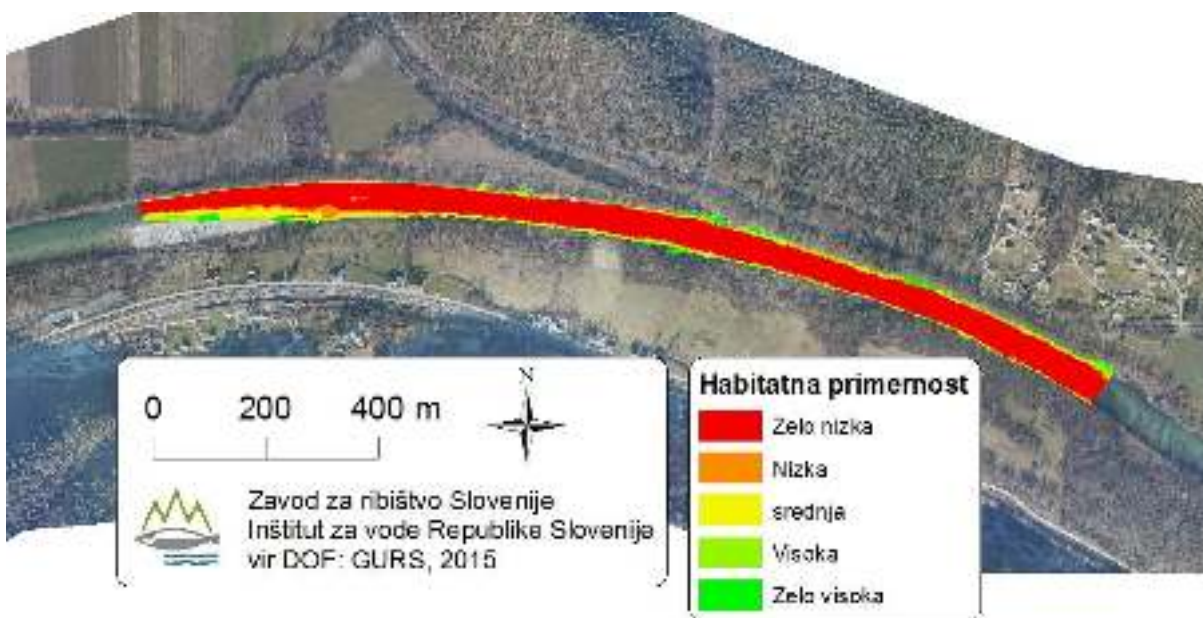 0 200 400 m
N
Zavod za ribištvo Slovenije
Inštitut za vode Republike Slovenije
vir DOF: GURS, 2015
Habitatna primernost
Zelo nizka
Nizka
srednja
Visoka
Zelo visoka